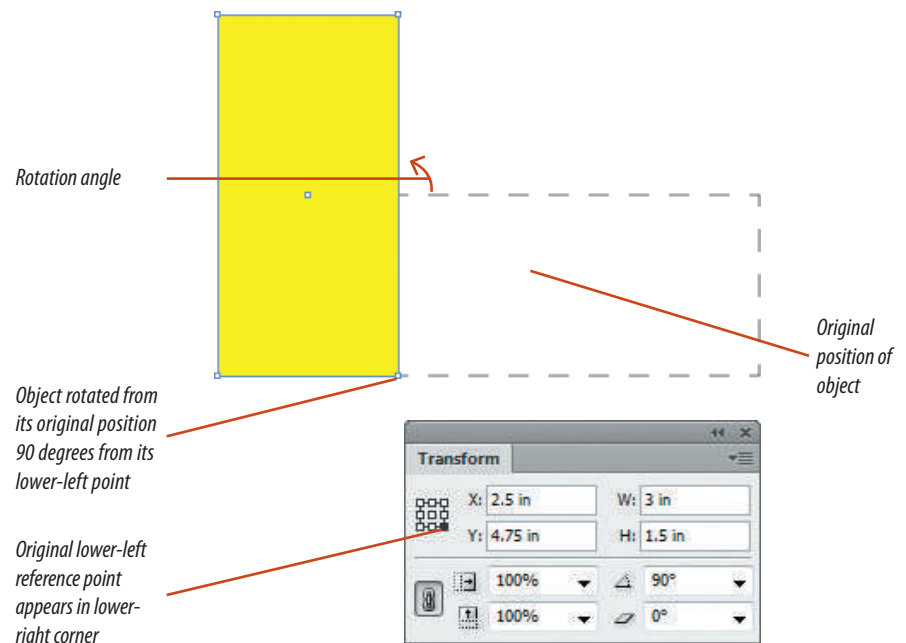 Rotation angle
Original
position of
object
Object rotated from
its original position
90 degrees from its
lower-left point
Transform
X: 2.5 in W: 3 in
Y: 4.75 in H: 1.5 in
100% 90°
100% 0°
Original lower-left
reference point
appears in lower-
right corner